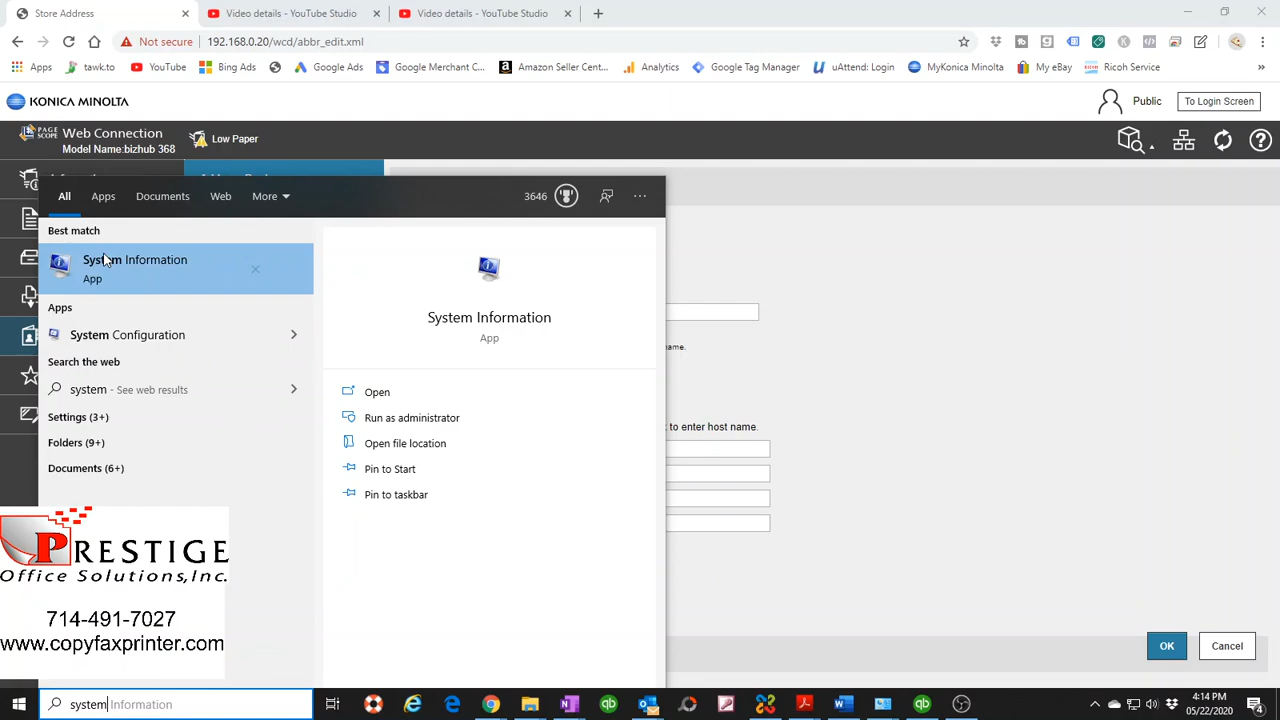 Store Address
Video details - YouTube Studio
Video details - YouTube Studio
Not secure
192.168.0.20/wcd/abbr_edit.xml
Apps
tawk.to
YouTube
Bing Ads
Google Ads
Google Merchant C...
Amazon Seller Cent...
Analytics
Google Tag Manager
uAttend: Login
MyKonica Minolta
My eBay
Ricoh Service
KONICA MINOLTA
Public
To Login Screen
PAGE SCOPE
Web Connection
Model Name:bizhub 368
Low Paper
All
Apps
Documents
Web
More
3646
Best match
System Information
App
Apps
System Configuration
Search the web
system - See web results
Settings (3+)
Folders (9+)
Documents (6+)
System Information
App
Open
Run as administrator
Open file location
Pin to Start
Pin to taskbar
name.
to enter host name.
OK
Cancel
PRESTIGE
Office Solutions, Inc.
714-491-7027
www.copyfaxprinter.com
system Information
4:14 PM
05/22/2020